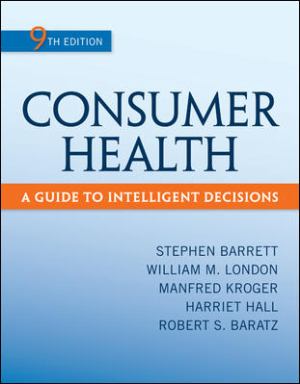 9TH EDITION
CONSUMER
HEALTH
A GUIDE TO INTELLIGENT DECISIONS
STEPHEN BARRETT
WILLIAM M. LONDON
MANFRED KROGER
HARRIET HALL
ROBERT S. BARATZ